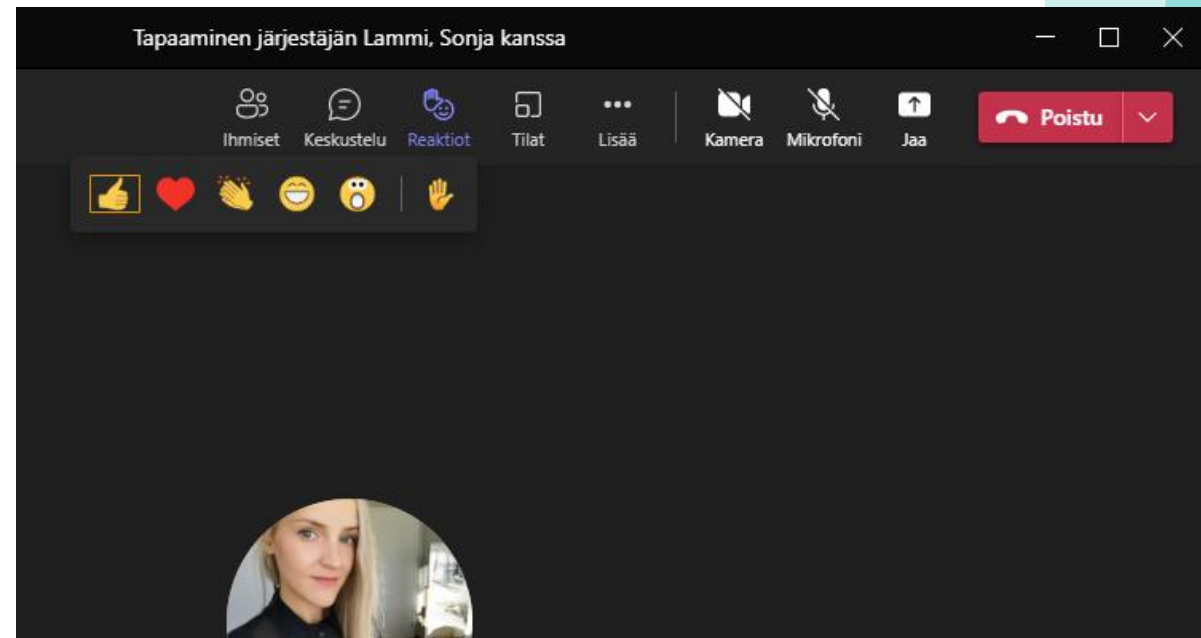 Tapaaminen järjestäjän Lammi, Sonja kanssa
Ihmiset Keskustelu Reaktiot Tilat Lisää Kamera Mikrofoni Jaa Poistu